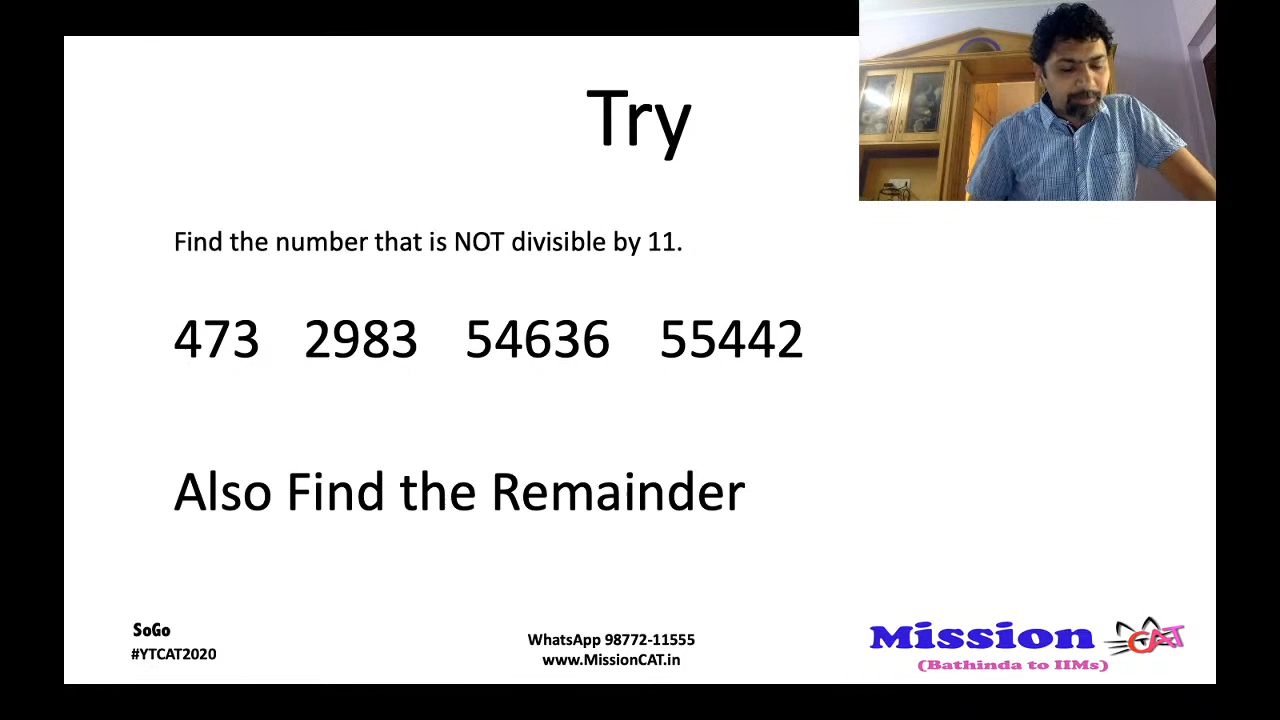 Try
Find the number that is NOT divisible by 11.
473 2983 54636 55442
Also Find the Remainder
SoGo
#YTCAT2020
WhatsApp 98772-11555
www.MissionCAT.in
Mission CAT
(Bathinda to IIMs)